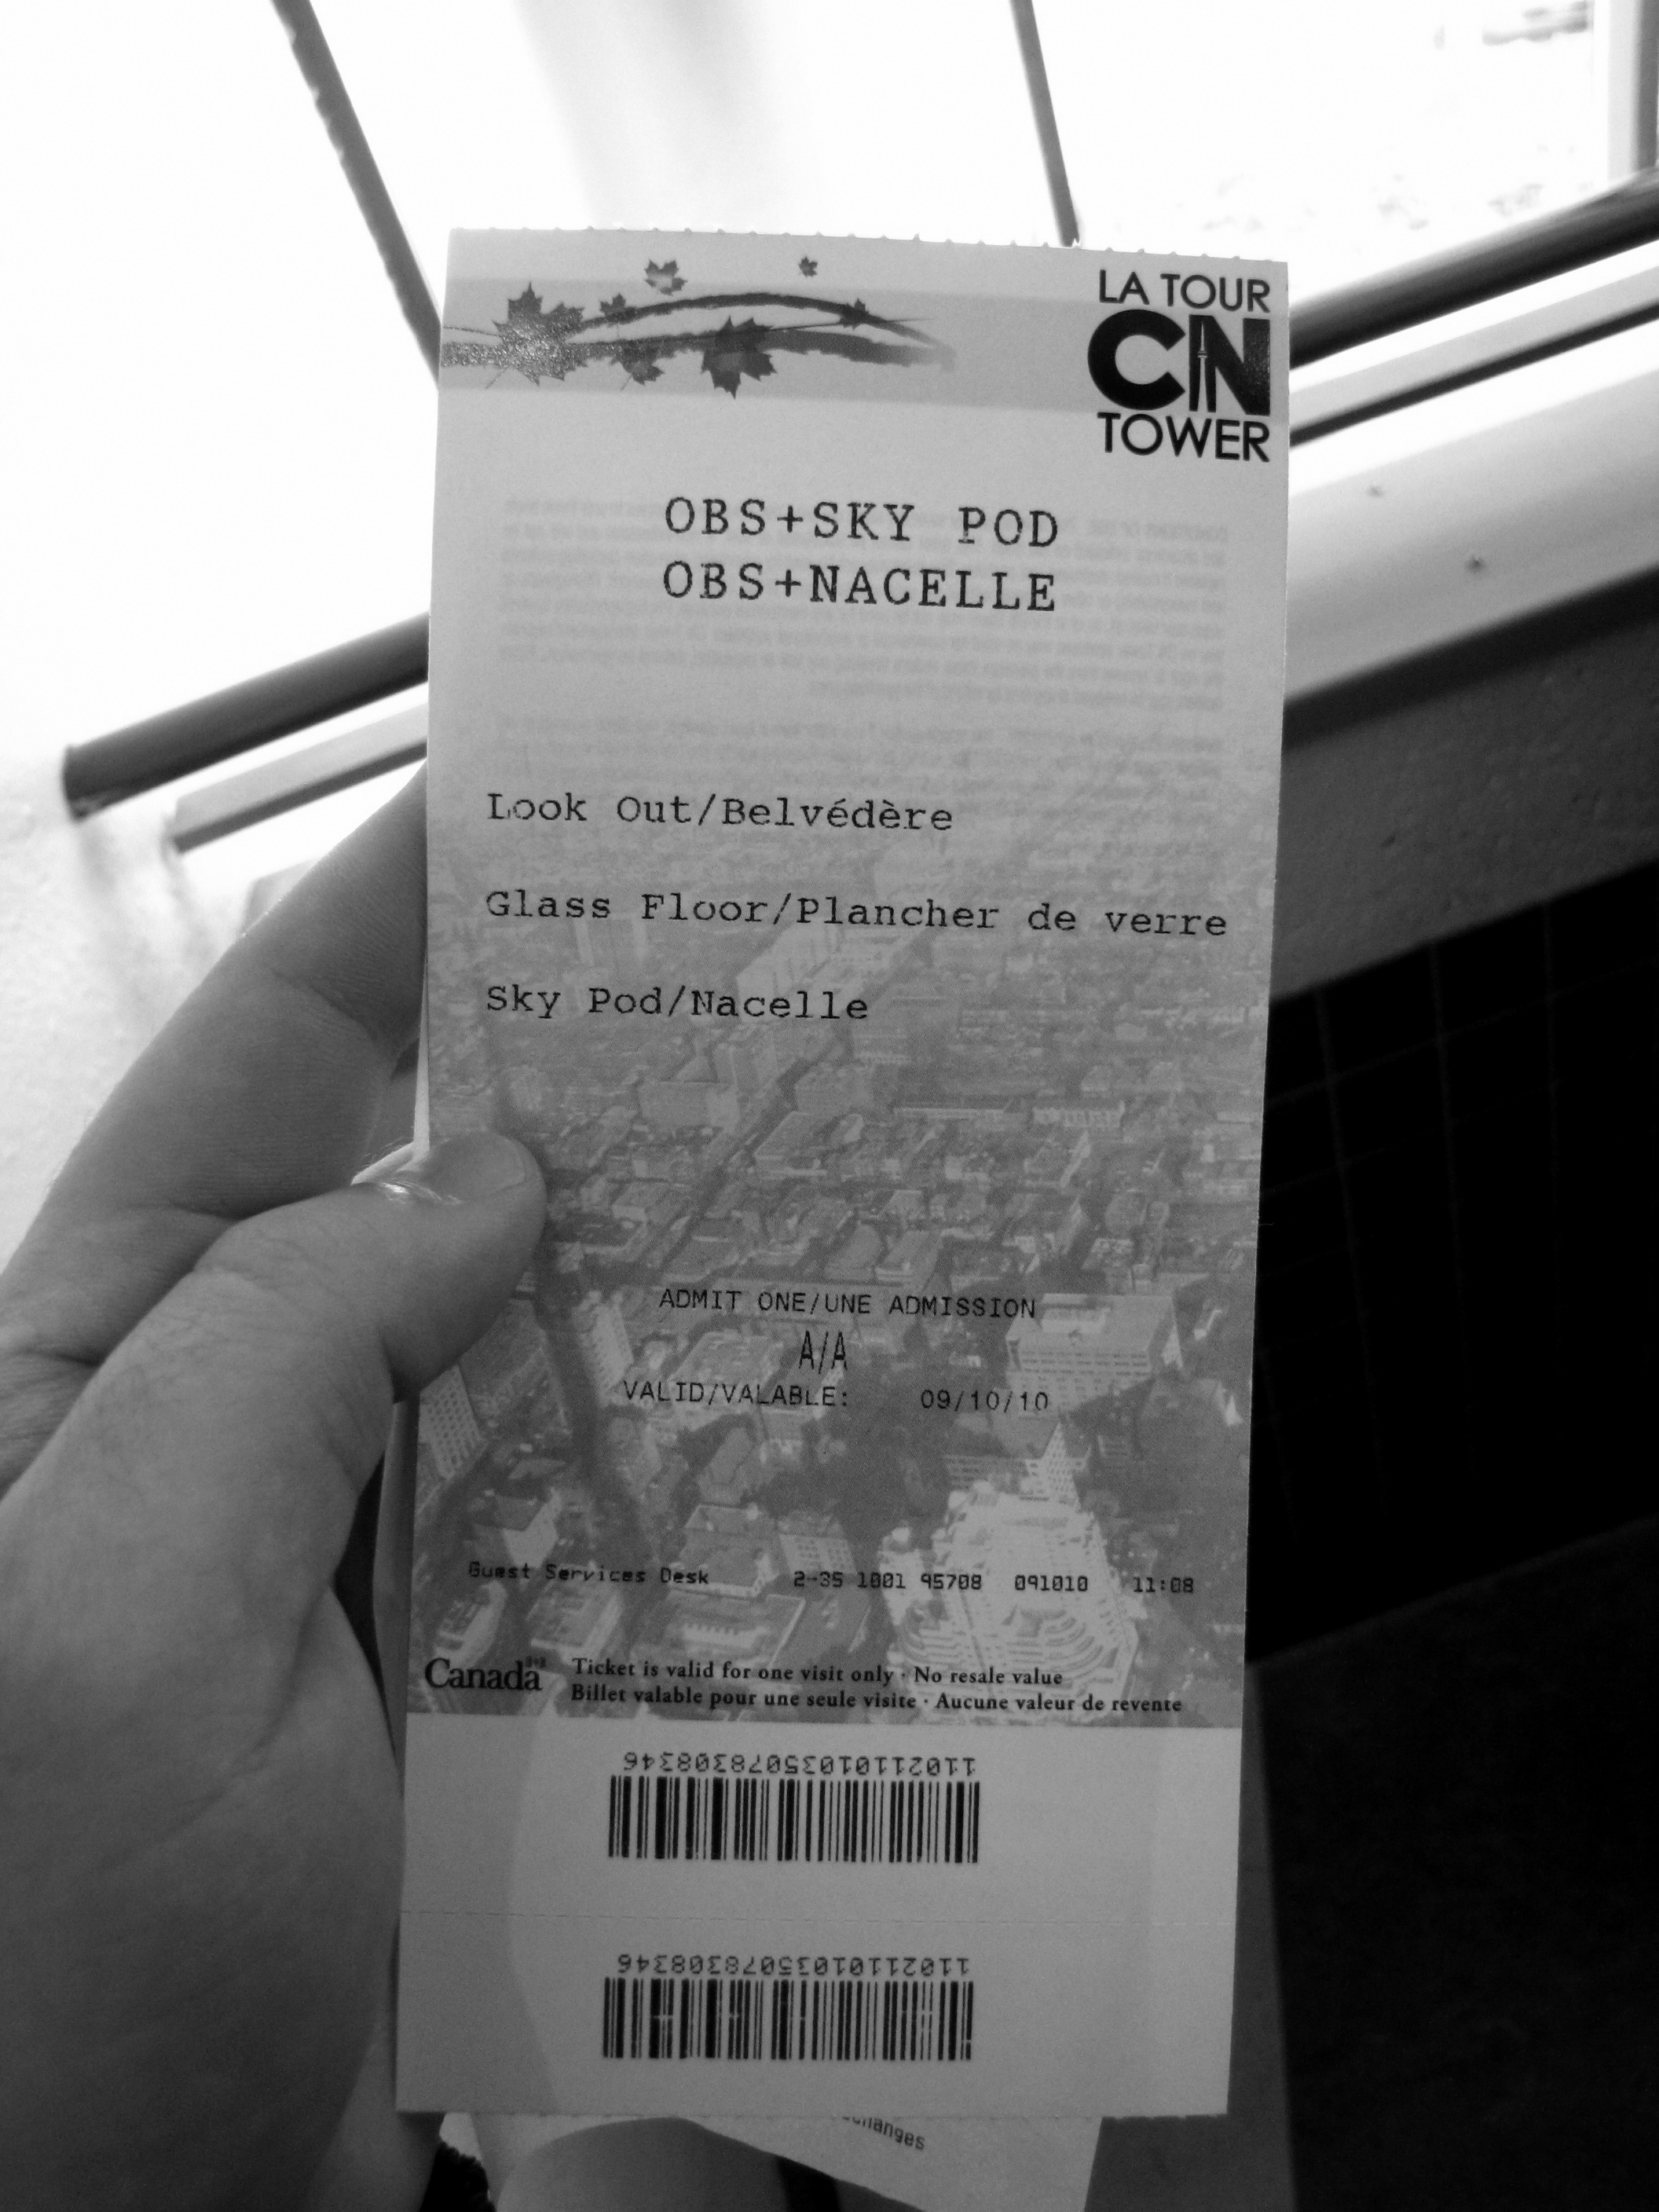 LA TOUR
CN
TOWER
OBS+SKY POD
OBS+NACELLE
Look Out/Belvédère
Glass Floor/Plancher de verre
Sky Pod/Nacelle
ADMIT ONE/UNE ADMISSION
A/A
VALID/VALABLE: 09/10/10
Guest Services Desk 2-35 1001 95708 091010 11:08
Canada
Ticket is valid for one visit only · No resale value
Billet valable pour une seule visite · Aucune valeur de revente
11021101035078308346
11021101035078308346
changes